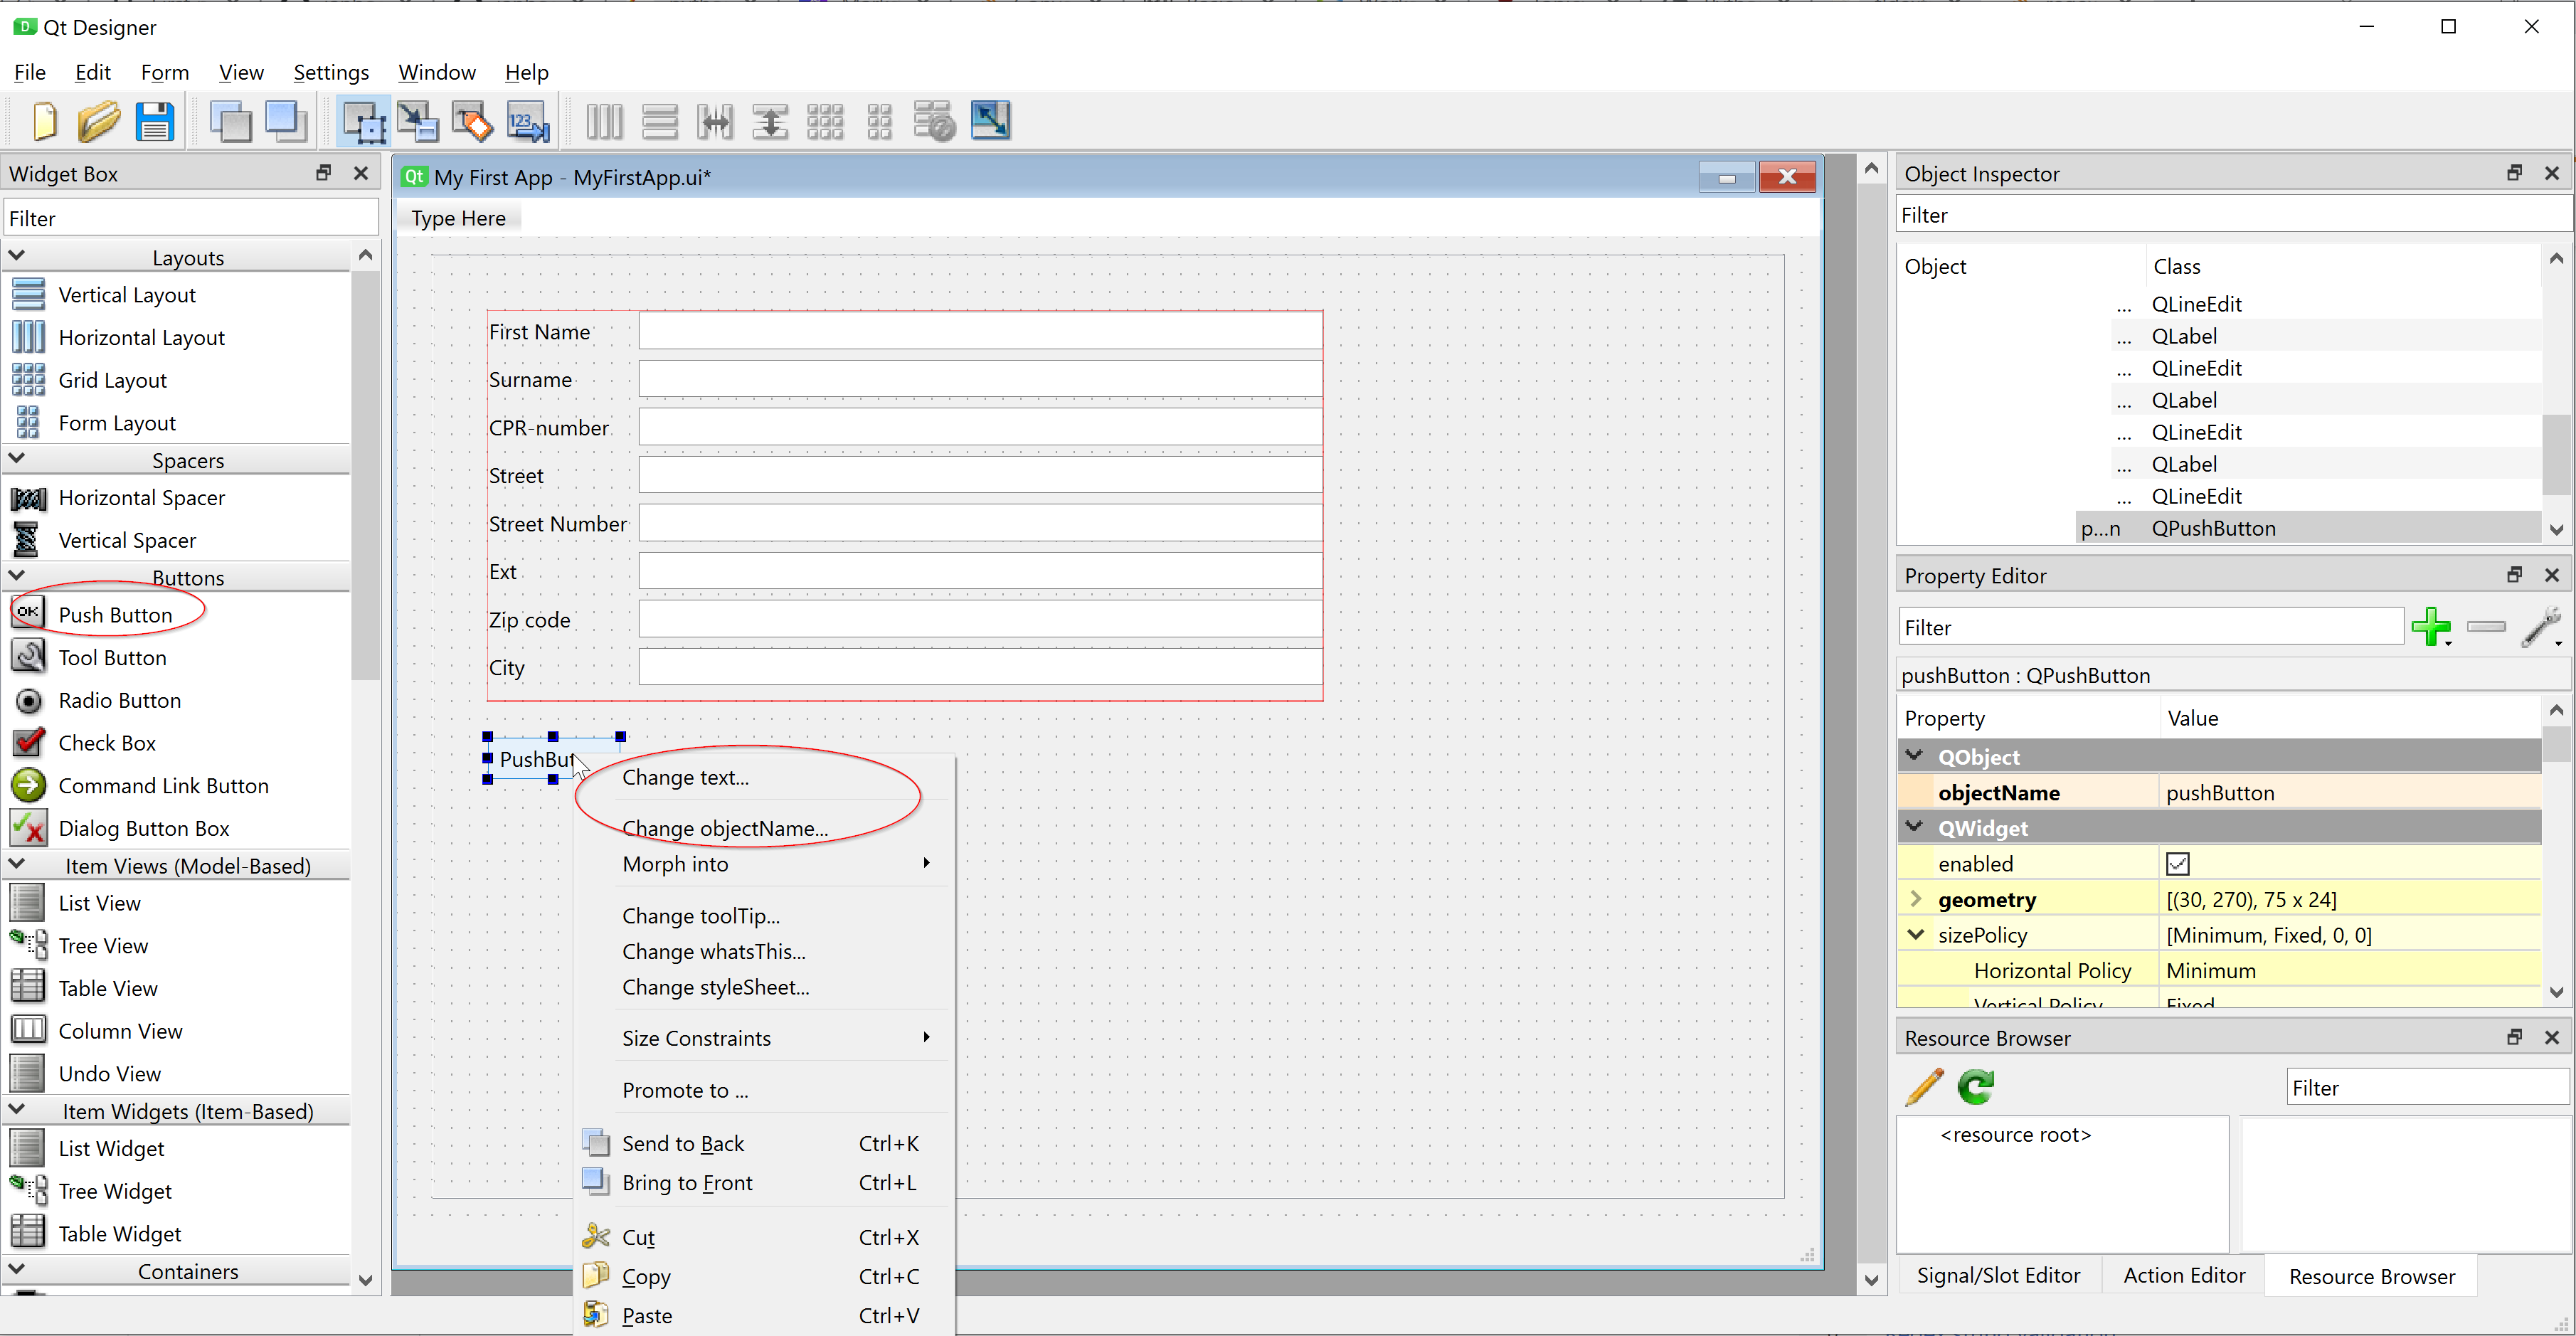 Qt Designer
File Edit Form View Settings Window Help
123
Widget Box
Filter
Layouts
Vertical Layout
Horizontal Layout
Grid Layout
Form Layout
Spacers
Horizontal Spacer
Vertical Spacer
Buttons
OK Push Button
Tool Button
Radio Button
Check Box
Command Link Button
Dialog Button Box
Item Views (Model-Based)
List View
Tree View
Table View
Column View
Undo View
Item Widgets (Item-Based)
List Widget
Tree Widget
Table Widget
Containers
Qt My First App - MyFirstApp.ui*
Type Here
First Name
Surname
CPR-number
Street
Street Number
Ext
Zip code
City
PushBut
Change text...
Change objectName...
Morph into
Change toolTip...
Change whatsThis...
Change styleSheet...
Size Constraints
Promote to ...
Send to Back Ctrl+K
Bring to Front Ctrl+L
Cut Ctrl+X
Copy Ctrl+C
Paste Ctrl+V
Object Inspector
Filter
Object Class
... QLineEdit
... QLabel
... QLineEdit
... QLabel
... QLineEdit
... QLabel
... QLineEdit
p...n QPushButton
Property Editor
Filter
pushButton : QPushButton
Property Value
QObject
objectName pushButton
QWidget
enabled
geometry [(30, 270), 75 x 24]
sizePolicy [Minimum, Fixed, 0, 0]
Horizontal Policy Minimum
Vertical Policy Fixed
Resource Browser
Filter
<resource root>
Signal/Slot Editor Action Editor Resource Browser